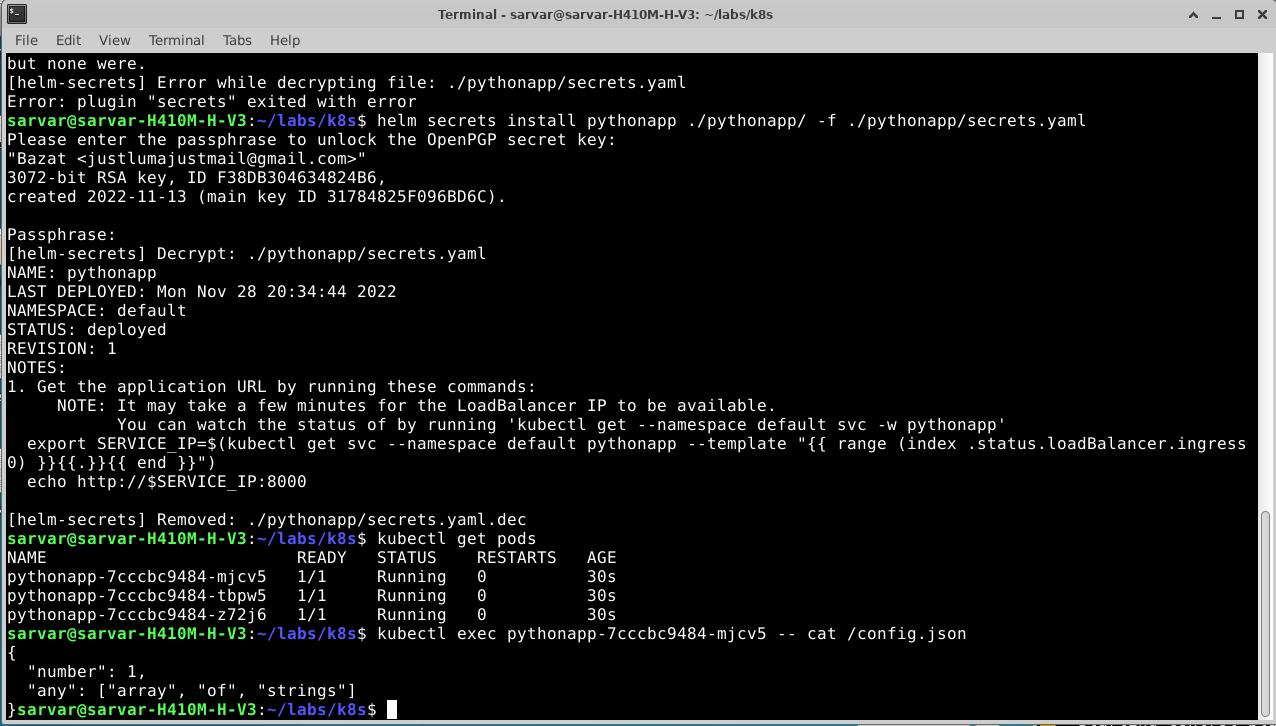 Terminal - sarvar@sarvar-H410M-H-V3: ~/labs/k8s
File Edit View Terminal Tabs Help
but none were.
[helm-secrets] Error while decrypting file: ./pythonapp/secrets.yaml
Error: plugin "secrets" exited with error
sarvar@sarvar-H410M-H-V3:~/labs/k8s$ helm secrets install pythonapp ./pythonapp/ -f ./pythonapp/secrets.yaml
Please enter the passphrase to unlock the OpenPGP secret key:
"Bazat <justlumajustmail@gmail.com>"
3072-bit RSA key, ID F38DB304634824B6,
created 2022-11-13 (main key ID 31784825F096BD6C).
Passphrase:
[helm-secrets] Decrypt: ./pythonapp/secrets.yaml
NAME: pythonapp
LAST DEPLOYED: Mon Nov 28 20:34:44 2022
NAMESPACE: default
STATUS: deployed
REVISION: 1
NOTES:
1. Get the application URL by running these commands:
     NOTE: It may take a few minutes for the LoadBalancer IP to be available.
           You can watch the status of by running 'kubectl get --namespace default svc -w pythonapp'
  export SERVICE_IP=$(kubectl get svc --namespace default pythonapp --template "{{ range (index .status.loadBalancer.ingress
0) }}{{.}}{{ end }}")
  echo http://$SERVICE_IP:8000
[helm-secrets] Removed: ./pythonapp/secrets.yaml.dec
sarvar@sarvar-H410M-H-V3:~/labs/k8s$ kubectl get pods
NAME                         READY   STATUS    RESTARTS   AGE
pythonapp-7cccbc9484-mjcv5   1/1     Running   0          30s
pythonapp-7cccbc9484-tbpw5   1/1     Running   0          30s
pythonapp-7cccbc9484-z72j6   1/1     Running   0          30s
sarvar@sarvar-H410M-H-V3:~/labs/k8s$ kubectl exec pythonapp-7cccbc9484-mjcv5 -- cat /config.json
{
  "number": 1,
  "any": ["array", "of", "strings"]
}sarvar@sarvar-H410M-H-V3:~/labs/k8s$